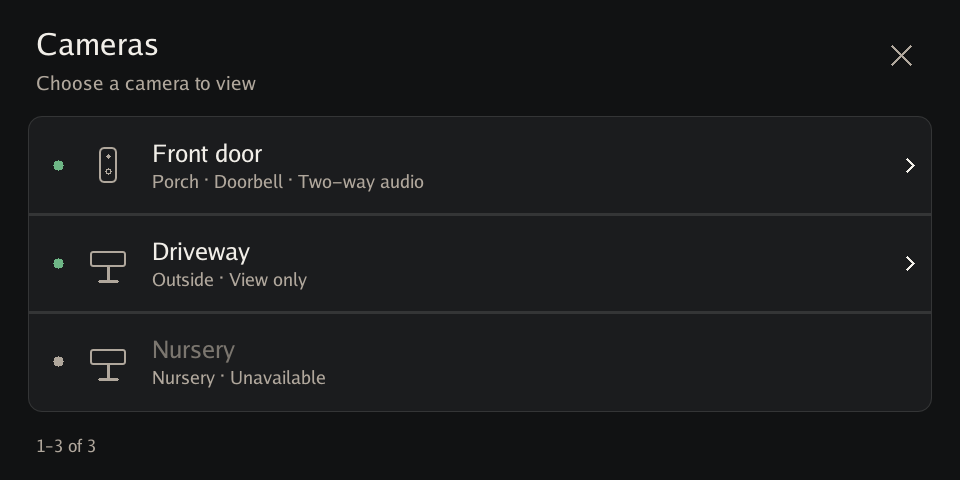 Cameras
Choose a camera to view
Front door
Porch · Doorbell · Two–way audio
Driveway
Outside · View only
Nursery
Nursery · Unavailable
1–3 of 3